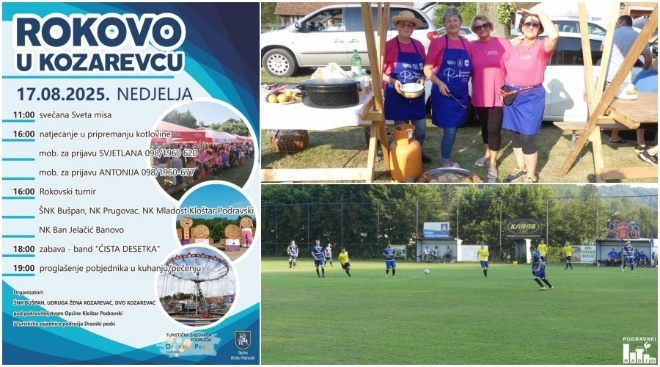 ROKOVO
U KOZAREVCU
17.08.2025. NEDJELJA
11:00 svečana Sveta misa
16:00 natjecanje u pripremanju kotlovine
mob. za prijavu SVJETLANA 098/1960 620
mob. za prijavu ANTONIJA 098/1960-677
16:00 Rokovski turnir
ŠNK Bušpan, NK Prugovac, NK Mladost Kloštar Podravski
NK Ban Jelačić Banovo
18:00 zabava - band "ČISTA DESETKA"
19:00 proglašenje pobjednika u kuhanju/pečenju
Organizatori:
ŠNK BUŠPAN, UDRUGA ŽENA KOZAREVAC, DVD KOZAREVAC
pod pokroviteljstvom Općine Kloštar Podravski
i Turističke zajednice područja Dravski peski
TURISTIČKA ZAJEDNICA
PODRUČJA
Općina
Kloštar Podravski
PODRAVSKI
RADIO